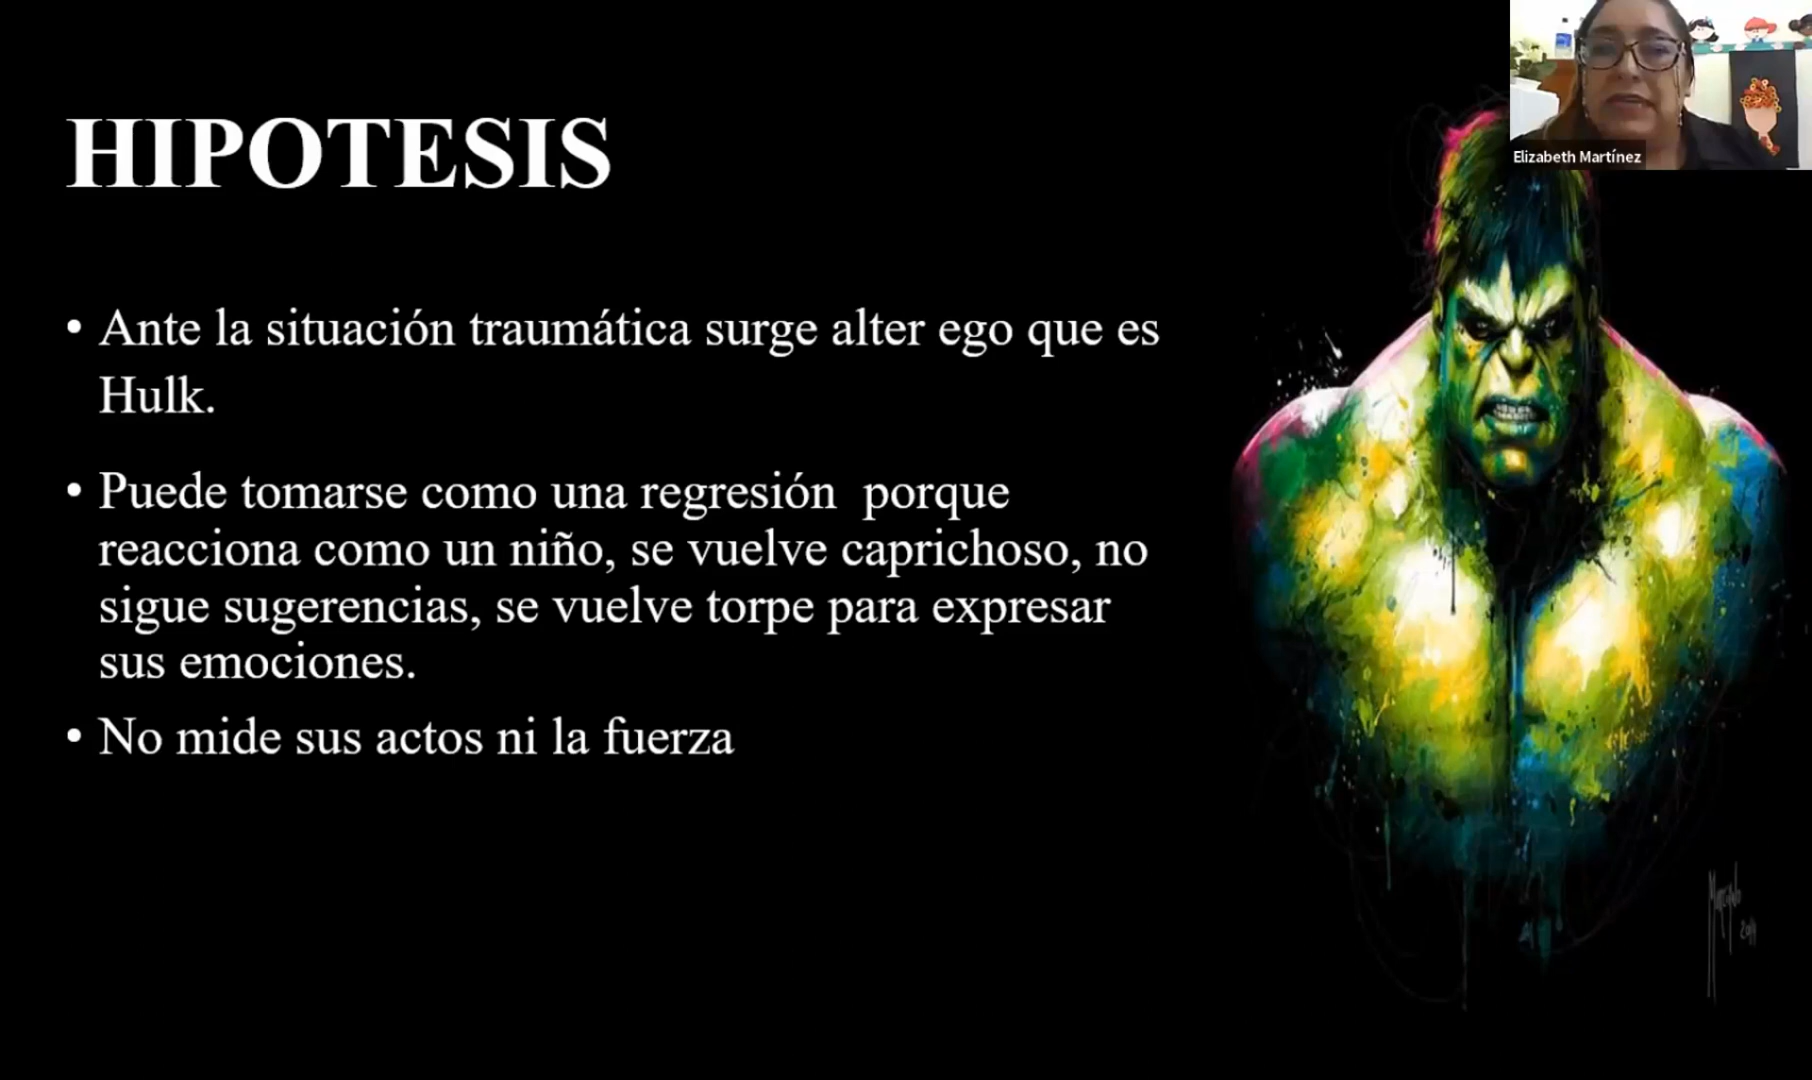 HIPOTESIS
Elizabeth Martínez
• Ante la situación traumática surge alter ego que es
Hulk.
• Puede tomarse como una regresión  porque
reacciona como un niño, se vuelve caprichoso, no
sigue sugerencias, se vuelve torpe para expresar
sus emociones.
• No mide sus actos ni la fuerza